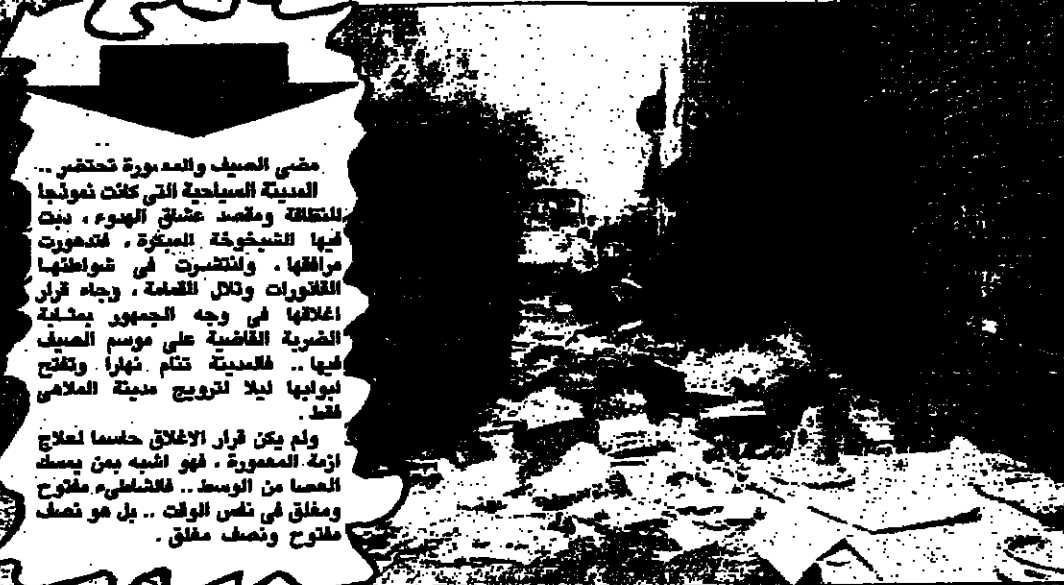 مضى الصيف والمعمورة تحتضر ..
المدينة السياحية التي كانت نموذجا
للنظافة ومقصد عشاق الهدوء ، دبت
فيها الشيخوخة المبكرة ، فتدهورت
مرافقها ، وانتشرت فى شواطئها
القاذورات وتلال القمامة ، وجاء قرار
اغلاقها فى وجه الجمهور بمثابة
الضربة القاضية على موسم الصيف
فيها .. فالمدينة تنام نهارا وتفتح
ابوابها ليلا لترويج مدينة الملاهى
فقط .
ولم يكن قرار الاغلاق حاسما لعلاج
ازمة المعمورة ، فهو اشبه بمن يمسك
العصا من الوسط .. فالشاطىء مفتوح
ومغلق فى نفس الوقت .. بل هو نصف
مفتوح ونصف مغلق .